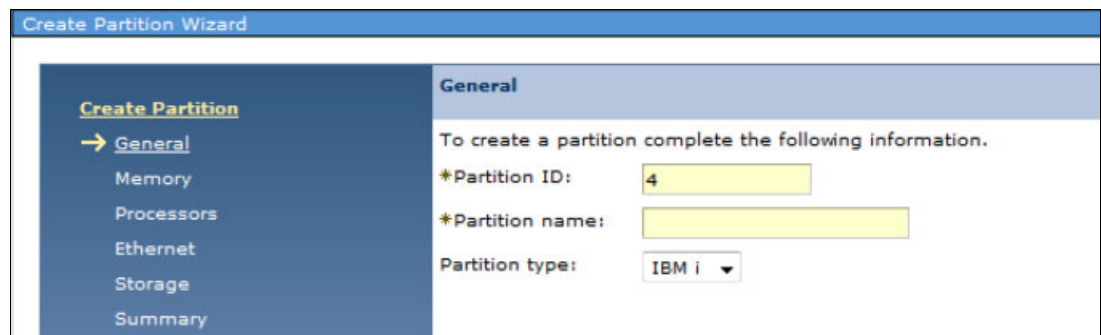 Create Partition Wizard
Create Partition
General
Memory
Processors
Ethernet
Storage
Summary
General
To create a partition complete the following information.
*Partition ID: 4
*Partition name:
Partition type: IBM i